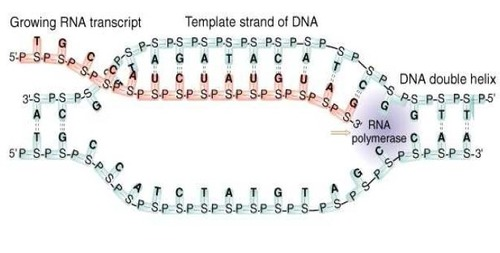 Growing RNA transcript
Template strand of DNA
T G C C A U C U A U G U A G
5'-P S-P S-P S-P
P-S P-S P-S P-S P-S P-S P-S P-S
A G A T A C A T
DNA double helix
3'-S P-S P-S
S-P S-P S-P S-P S-P S-P S-P S-3'
P-S P-S P-5'
A C G
G T T
RNA
polymerase
T G C C A T C T A T G T A G C
C A A
5'P S-P S-P S-P
S-P S-P S-P S-P S-P S-P S-P
S-P S-P S-3'